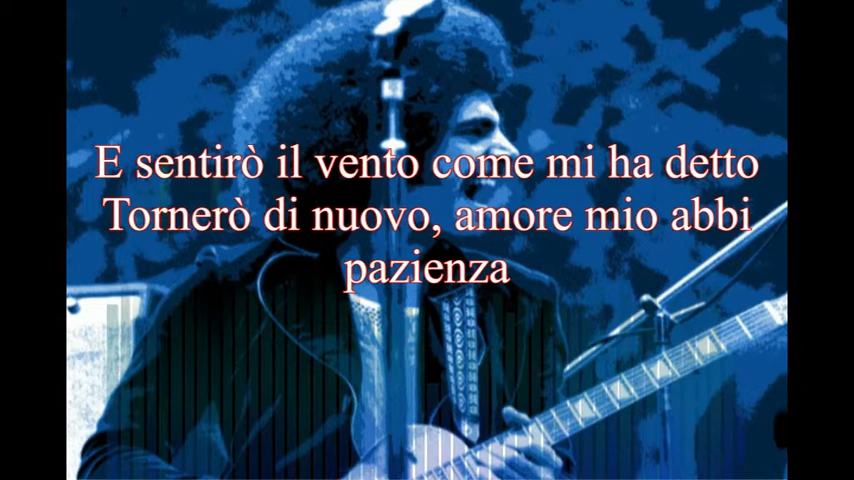 E sentirò il vento come mi ha detto
Tornerò di nuovo, amore mio abbi
pazienza